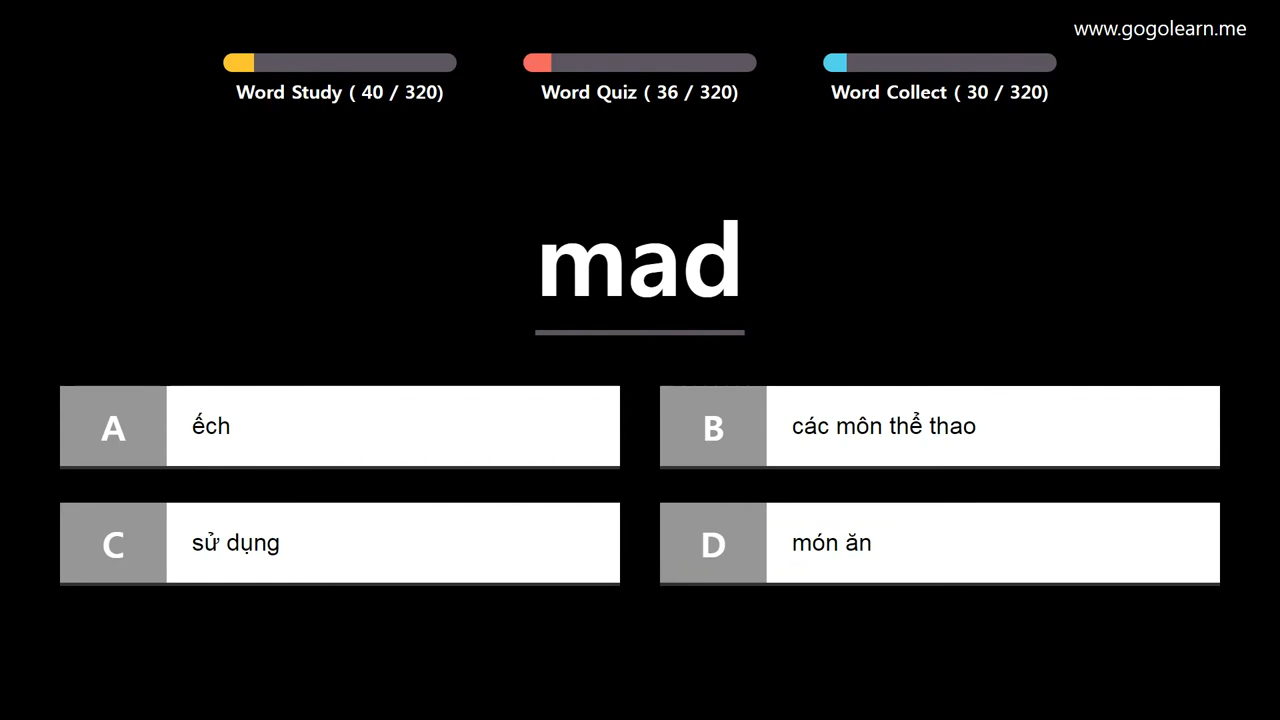 www.gogolearn.me
Word Study ( 40 / 320)
Word Quiz ( 36 / 320)
Word Collect ( 30 / 320)
mad
A ếch
B các môn thể thao
C sử dụng
D món ăn